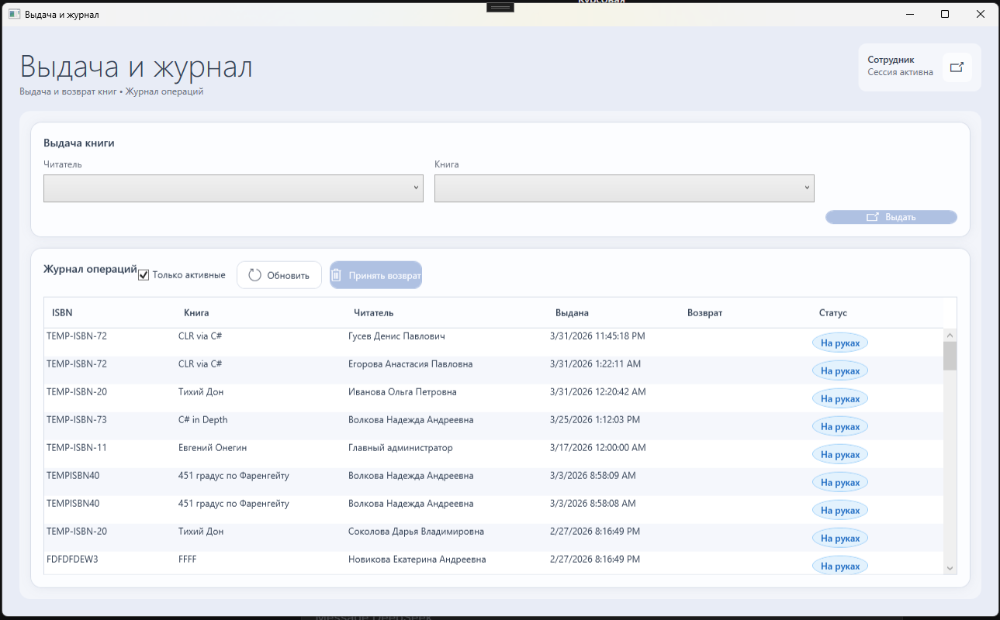 Курсовая
Выдача и журнал
Выдача и журнал
Выдача и возврат книг • Журнал операций
Сотрудник
Сессия активна
Выдача книги
Читатель Книга
Выдать
Журнал операций Только активные Обновить Принять возврат
ISBN Книга Читатель Выдана Возврат Статус
TEMP-ISBN-72 CLR via C# Гусев Денис Павлович 3/31/2026 11:45:18 PM На руках
TEMP-ISBN-72 CLR via C# Егорова Анастасия Павловна 3/31/2026 1:22:11 AM На руках
TEMP-ISBN-20 Тихий Дон Иванова Ольга Петровна 3/31/2026 12:20:42 AM На руках
TEMP-ISBN-73 C# in Depth Волкова Надежда Андреевна 3/25/2026 1:12:03 PM На руках
TEMP-ISBN-11 Евгений Онегин Главный администратор 3/17/2026 12:00:00 AM На руках
TEMPISBN40 451 градус по Фаренгейту Волкова Надежда Андреевна 3/3/2026 8:58:09 AM На руках
TEMPISBN40 451 градус по Фаренгейту Волкова Надежда Андреевна 3/3/2026 8:58:08 AM На руках
TEMP-ISBN-20 Тихий Дон Соколова Дарья Владимировна 2/27/2026 8:16:49 PM На руках
FDFDFDEW3 FFFF Новикова Екатерина Андреевна 2/27/2026 8:16:49 PM На руках
Message DeepSeek